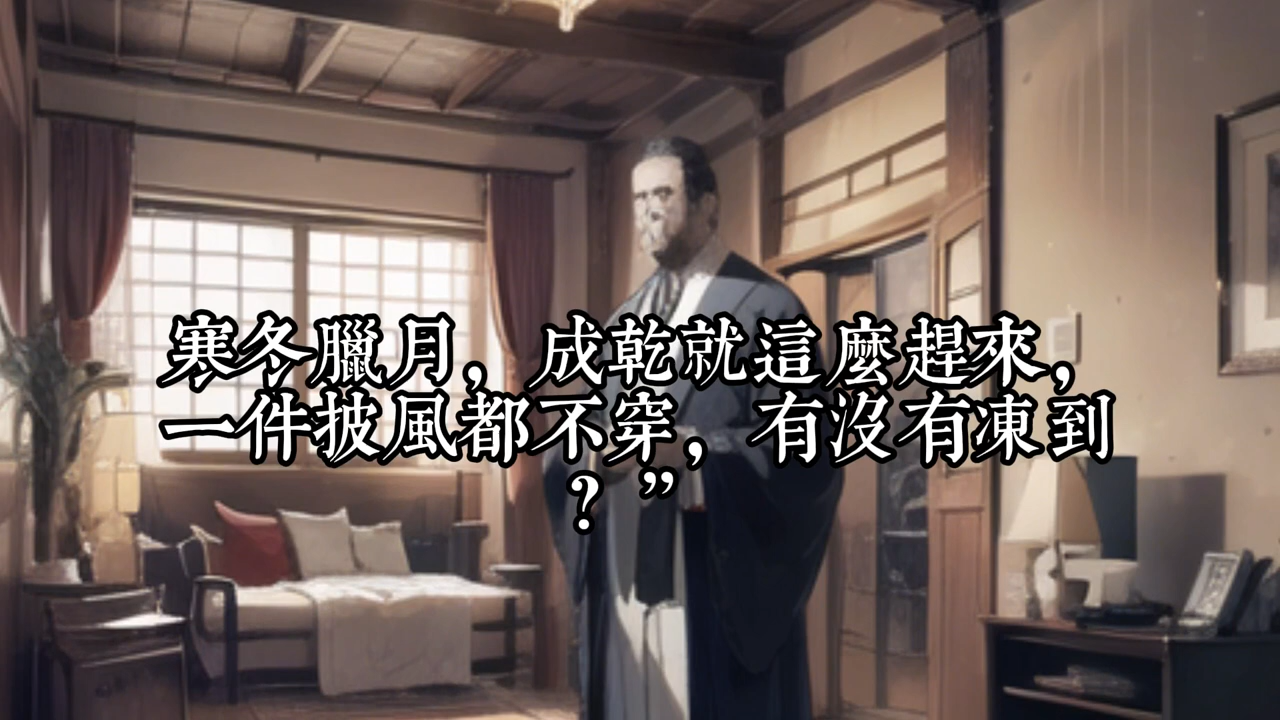 寒冬臘月，成乾就這麼趕來，
一件披風都不穿，有沒有凍到
？”